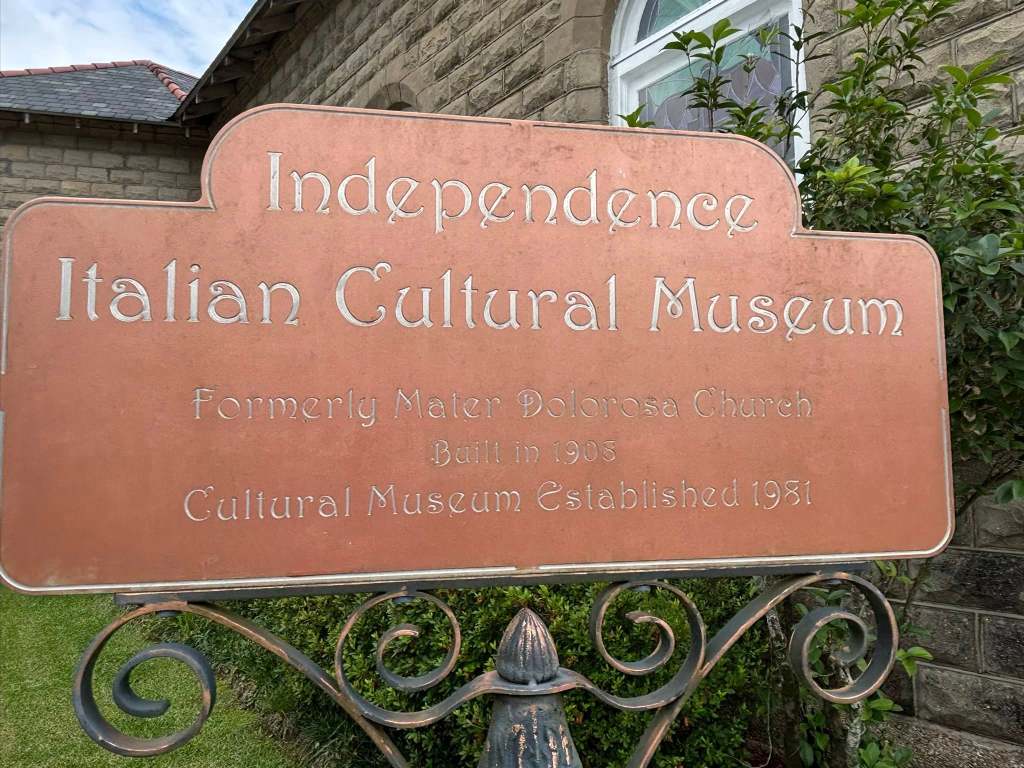 Independence
Italian Cultural Museum
Formerly Mater Dolorosa Church
Built in 1908
Cultural Museum Established 1981